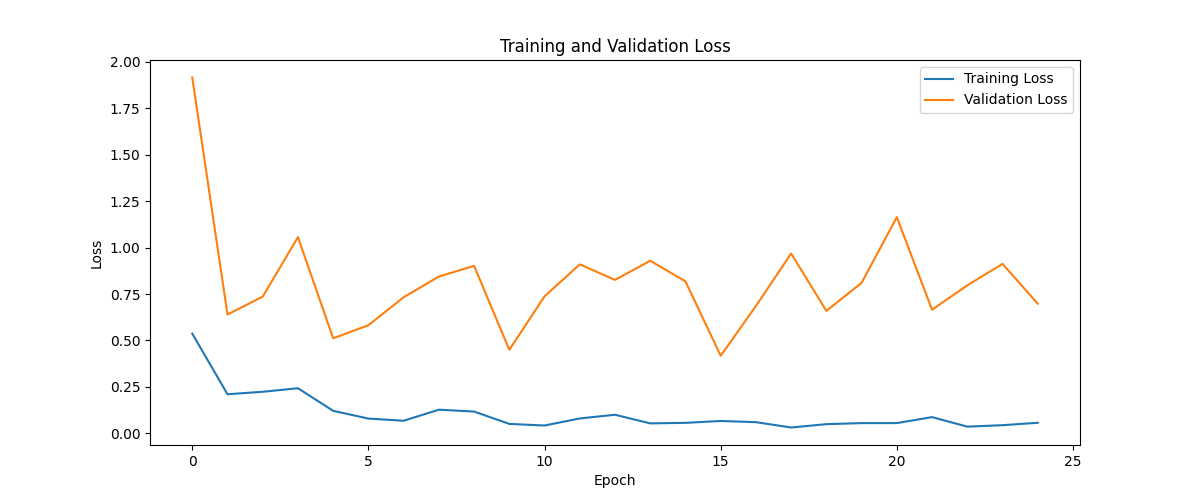 Training and Validation Loss
Training Loss
Validation Loss
Loss
2.00
1.75
1.50
1.25
1.00
0.75
0.50
0.25
0.00
0 5 10 15 20 25
Epoch